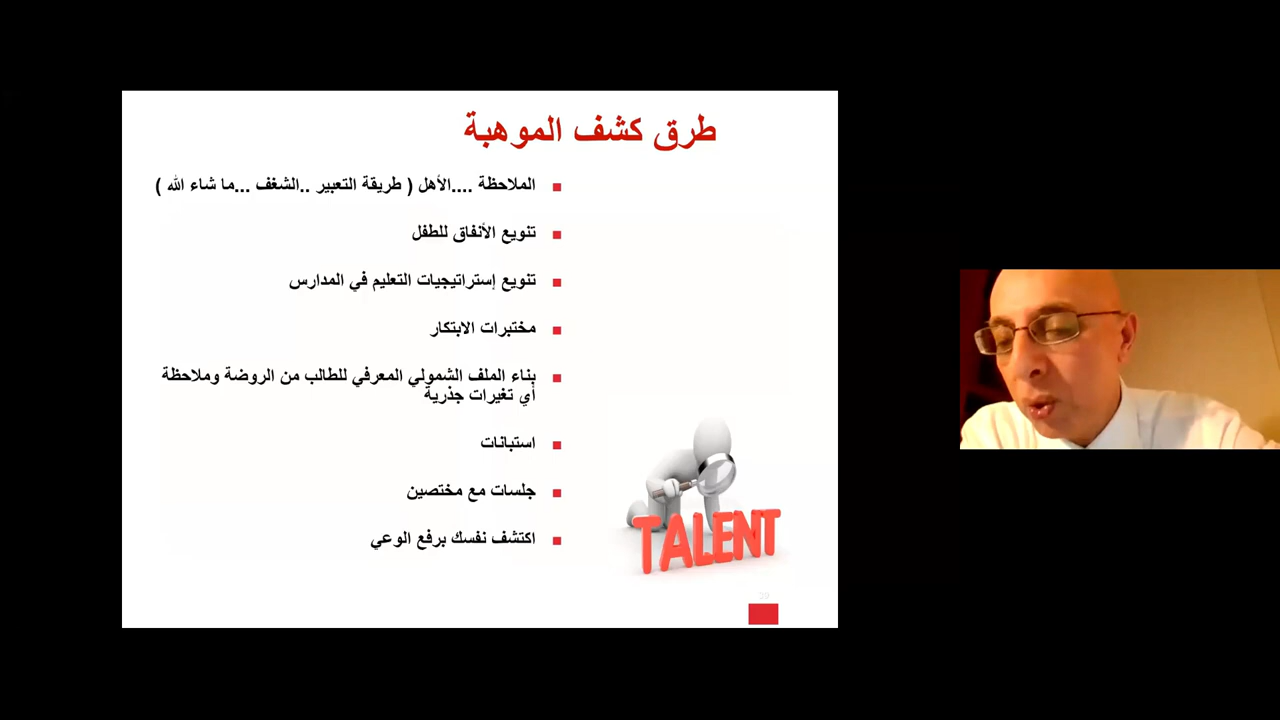 طرق كشف الموهبة
الملاحظة ....الأهل ( طريقة التعبير ..الشغف ...ما شاء الله )
تنويع الأنفاق للطفل
تنويع إستراتيجيات التعليم في المدارس
مختبرات الابتكار
بناء الملف الشمولي المعرفي للطالب من الروضة وملاحظة
أي تغيرات جذرية
استبانات
جلسات مع مختصين
اكتشف نفسك برفع الوعي
TALENT